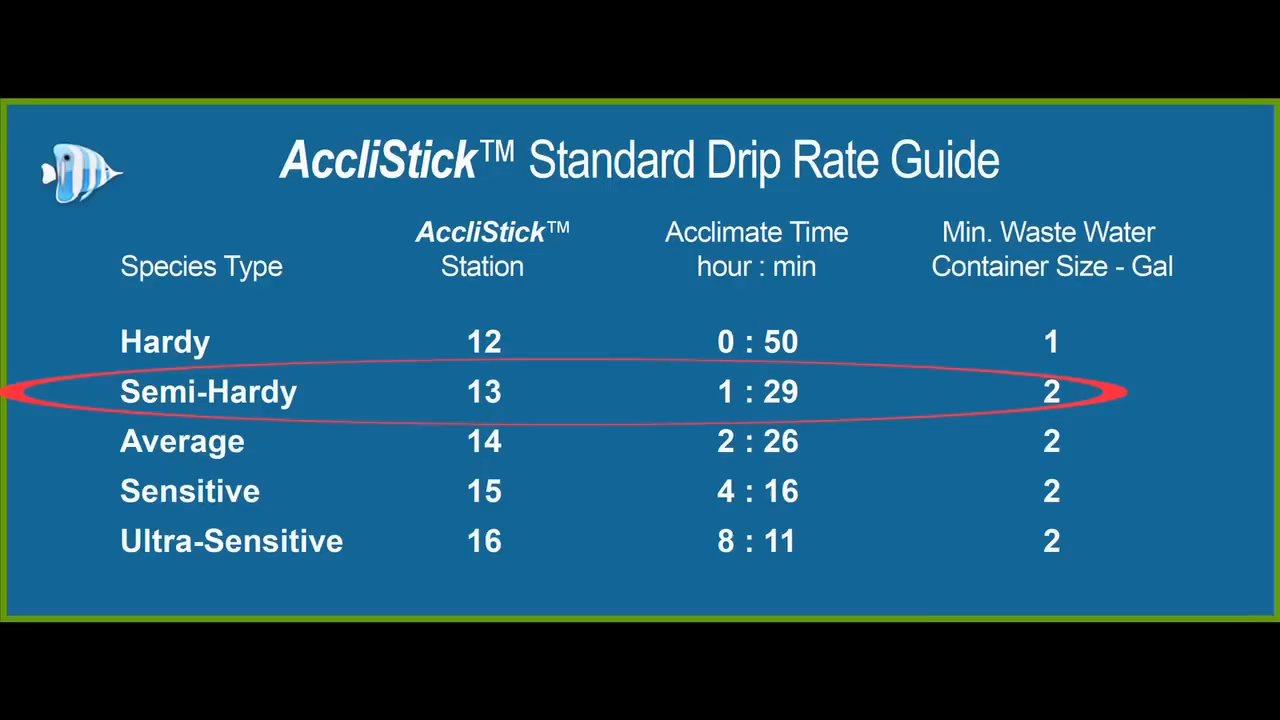 AccliStick™ Standard Drip Rate Guide
AccliStick™ Acclimate Time Min. Waste Water
Species Type Station hour : min Container Size - Gal
Hardy 12 0 : 50 1
Semi-Hardy 13 1 : 29 2
Average 14 2 : 26 2
Sensitive 15 4 : 16 2
Ultra-Sensitive 16 8 : 11 2